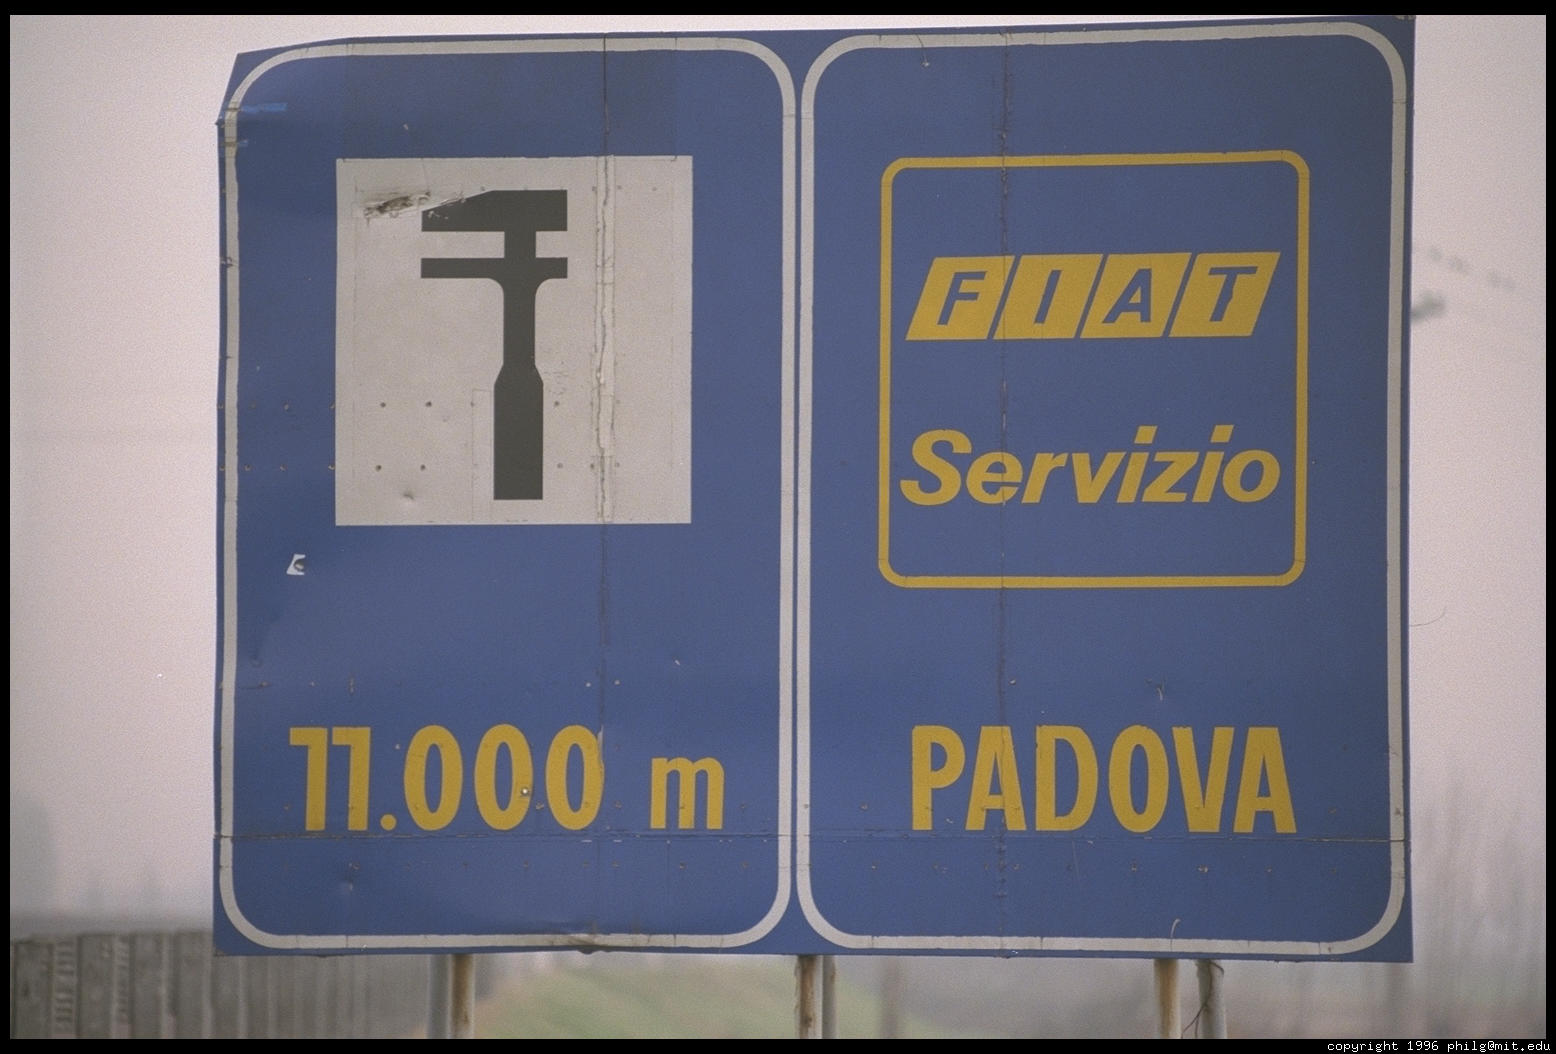 11.000 m
FIAT
Servizio
PADOVA
copyright 1996 philg@mit.edu